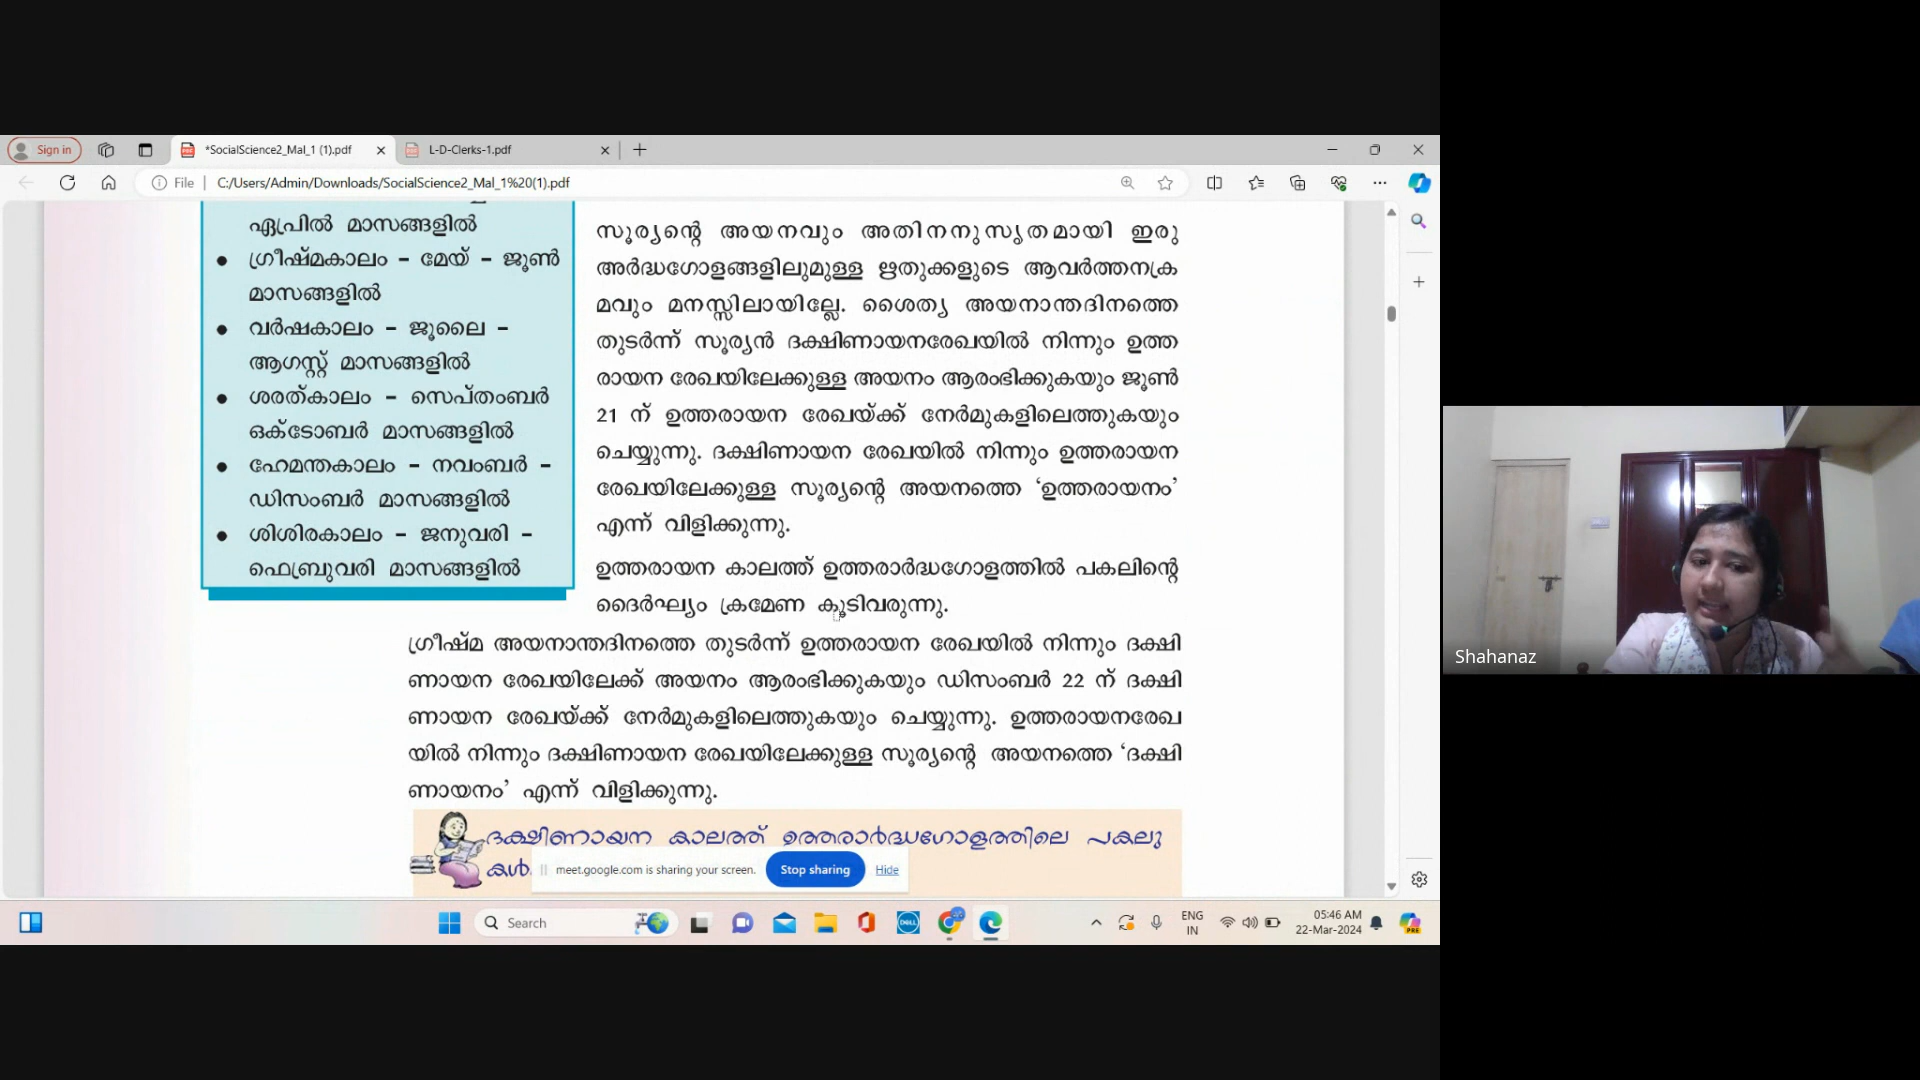 Sign in
*SocialScience2_Mal_1 (1).pdf
L-D-Clerks-1.pdf
File
C:/Users/Admin/Downloads/SocialScience2_Mal_1%20(1).pdf
ഏപ്രിൽ മാസങ്ങളിൽ
• ഗ്രീഷ്മകാലം – മേയ് – ജൂൺ
മാസങ്ങളിൽ
• വർഷകാലം – ജൂലൈ –
ആഗസ്റ്റ് മാസങ്ങളിൽ
• ശരത്കാലം – സെപ്തംബർ
ഒക്ടോബർ മാസങ്ങളിൽ
• ഹേമന്തകാലം – നവംബർ –
ഡിസംബർ മാസങ്ങളിൽ
• ശിശിരകാലം – ജനുവരി –
ഫെബ്രുവരി മാസങ്ങളിൽ
സൂര്യന്റെ അയനവും അതിനനുസൃതമായി ഇരു
അർദ്ധഗോളങ്ങളിലുമുള്ള ഋതുക്കളുടെ ആവർത്തനക്ര
മവും മനസ്സിലായില്ലേ. ശൈത്യ അയനാന്തദിനത്തെ
തുടർന്ന് സൂര്യൻ ദക്ഷിണായനരേഖയിൽ നിന്നും ഉത്ത
രായന രേഖയിലേക്കുള്ള അയനം ആരംഭിക്കുകയും ജൂൺ
21 ന് ഉത്തരായന രേഖയ്ക്ക് നേർമുകളിലെത്തുകയും
ചെയ്യുന്നു. ദക്ഷിണായന രേഖയിൽ നിന്നും ഉത്തരായന
രേഖയിലേക്കുള്ള സൂര്യന്റെ അയനത്തെ ‘ഉത്തരായനം’
എന്ന് വിളിക്കുന്നു.
ഉത്തരായന കാലത്ത് ഉത്തരാർദ്ധഗോളത്തിൽ പകലിന്റെ
ദൈർഘ്യം ക്രമേണ കൂടിവരുന്നു.
ഗ്രീഷ്മ അയനാന്തദിനത്തെ തുടർന്ന് ഉത്തരായന രേഖയിൽ നിന്നും ദക്ഷി
ണായന രേഖയിലേക്ക് അയനം ആരംഭിക്കുകയും ഡിസംബർ 22 ന് ദക്ഷി
ണായന രേഖയ്ക്ക് നേർമുകളിലെത്തുകയും ചെയ്യുന്നു. ഉത്തരായനരേഖ
യിൽ നിന്നും ദക്ഷിണായന രേഖയിലേക്കുള്ള സൂര്യന്റെ അയനത്തെ ‘ദക്ഷി
ണായനം’ എന്ന് വിളിക്കുന്നു.
ദക്ഷിണായന കാലത്ത് ഉത്തരാർദ്ധഗോളത്തിലെ പകലു
കൾ
meet.google.com is sharing your screen.
Stop sharing
Hide
Shahanaz
Search
ENG
IN
05:46 AM
22-Mar-2024